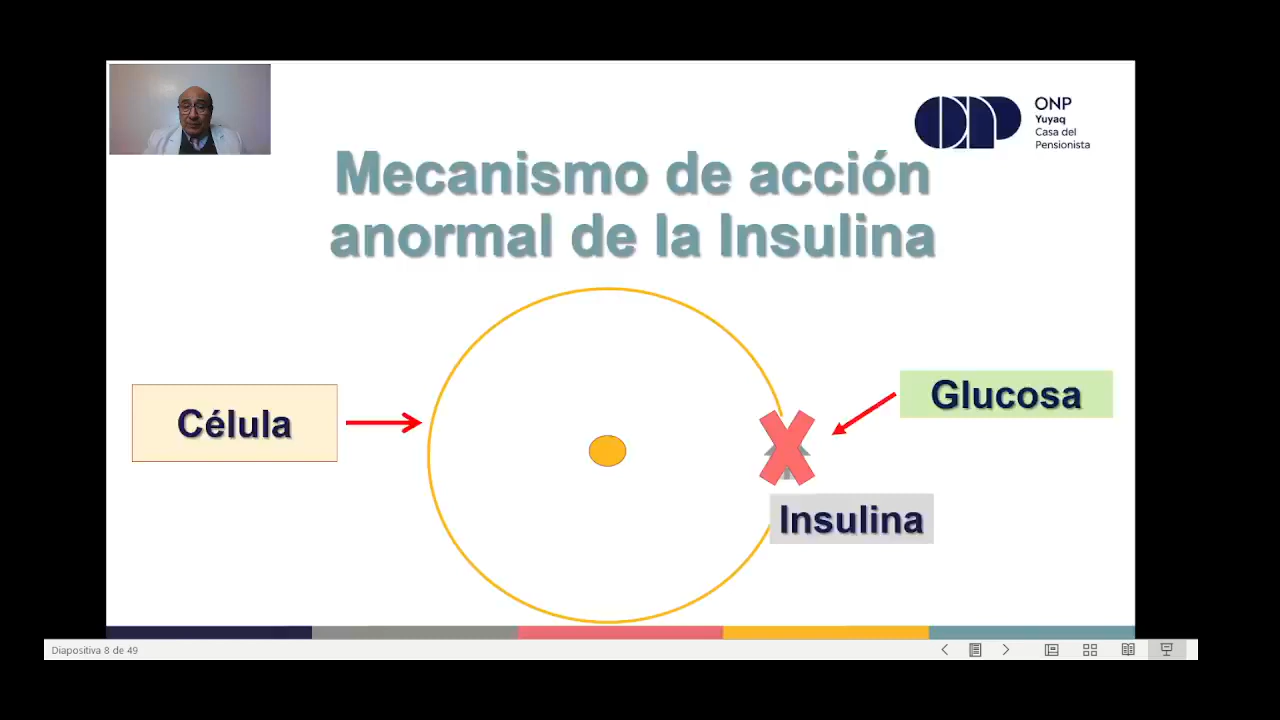 ONP
Yuyaq
Casa del
Pensionista
Mecanismo de acción
anormal de la Insulina
Célula
Glucosa
Insulina
Diapositiva 8 de 49